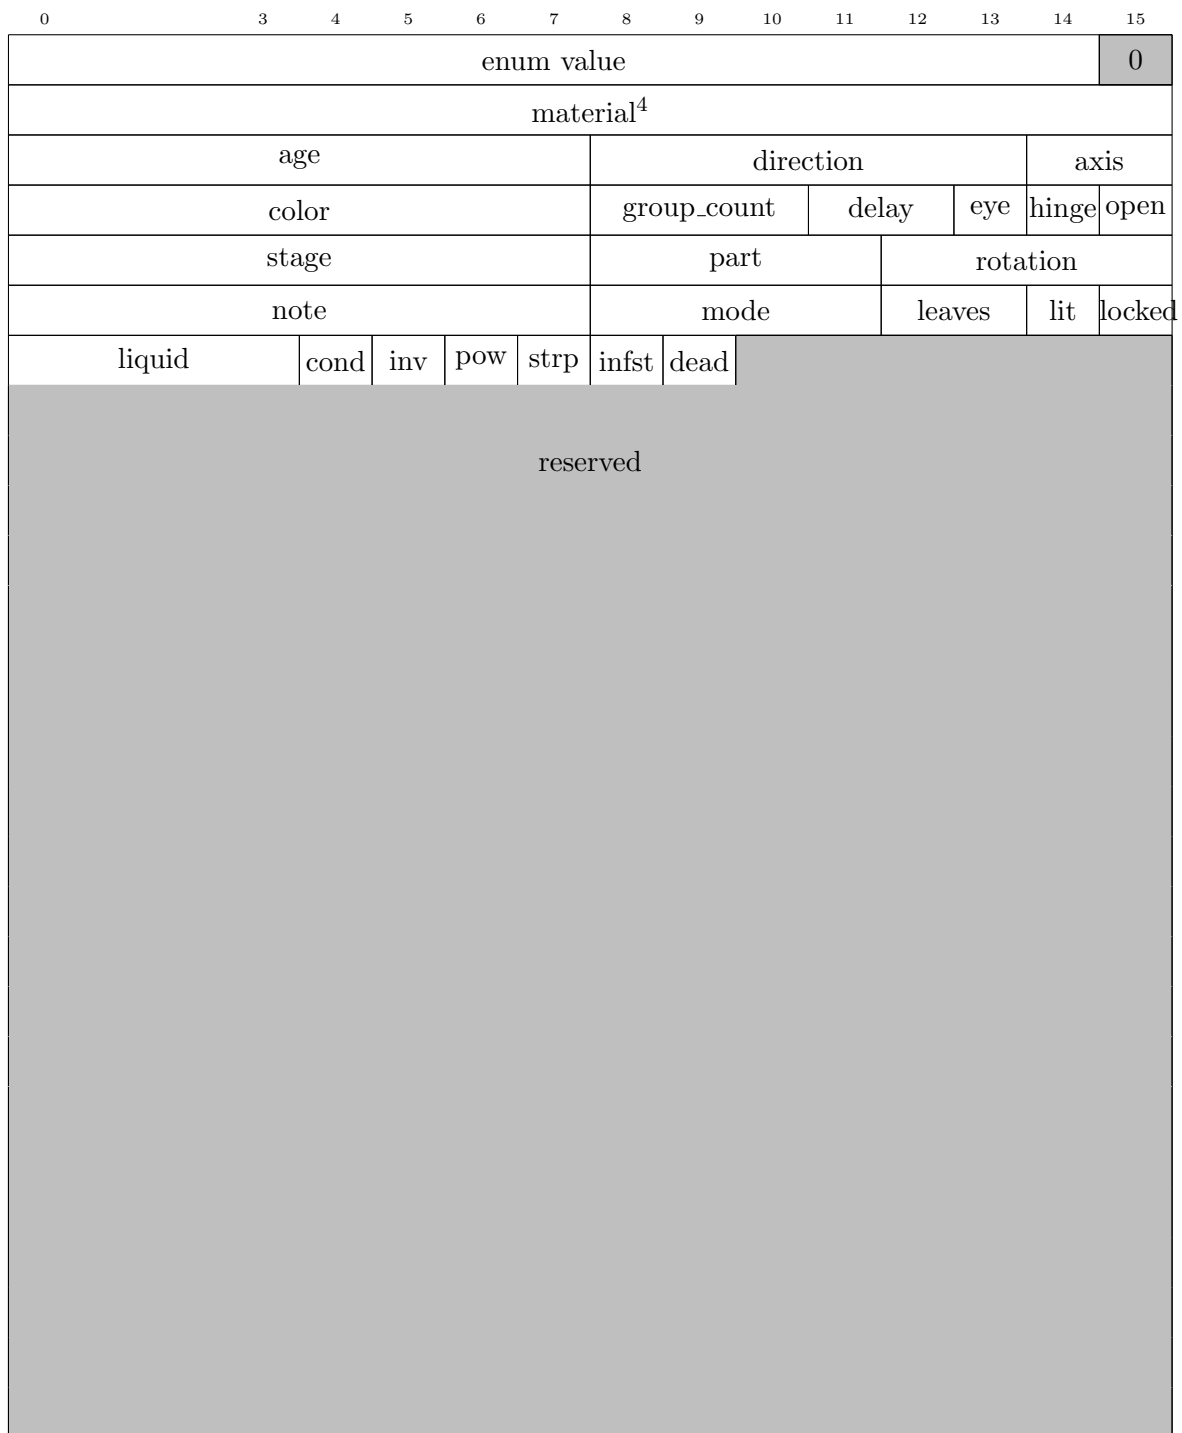 0 3 4 5 6 7 8 9 10 11 12 13 14 15
enum value 0
material⁴
age direction axis
color group_count delay eye hinge open
stage part rotation
note mode leaves lit locked
liquid cond inv pow strp infst dead
reserved